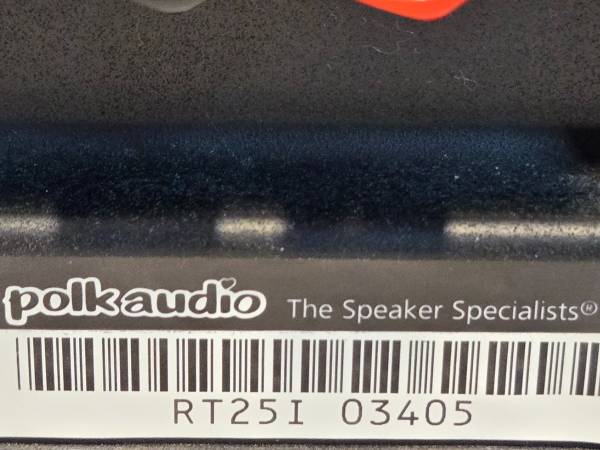 polkaudio The Speaker Specialists®
RT25I 03405